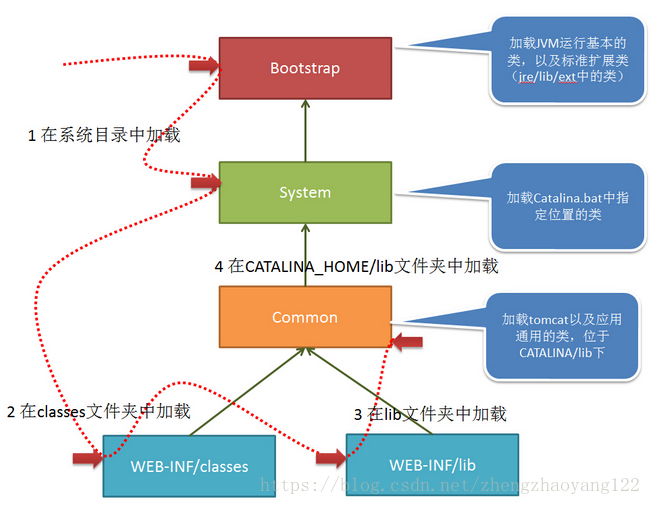 Bootstrap
加载JVM运行基本的
类，以及标准扩展类
（jre/lib/ext中的类）
1 在系统目录中加载
System
加载Catalina.bat中指
定位置的类
4 在CATALINA_HOME/lib文件夹中加载
Common
加载tomcat以及应用
通用的类，位于
CATALINA/lib下
2 在classes文件夹中加载
3 在lib文件夹中加载
WEB-INF/classes
WEB-INF/lib
https://blog.csdn.net/zhengzhaoyang122